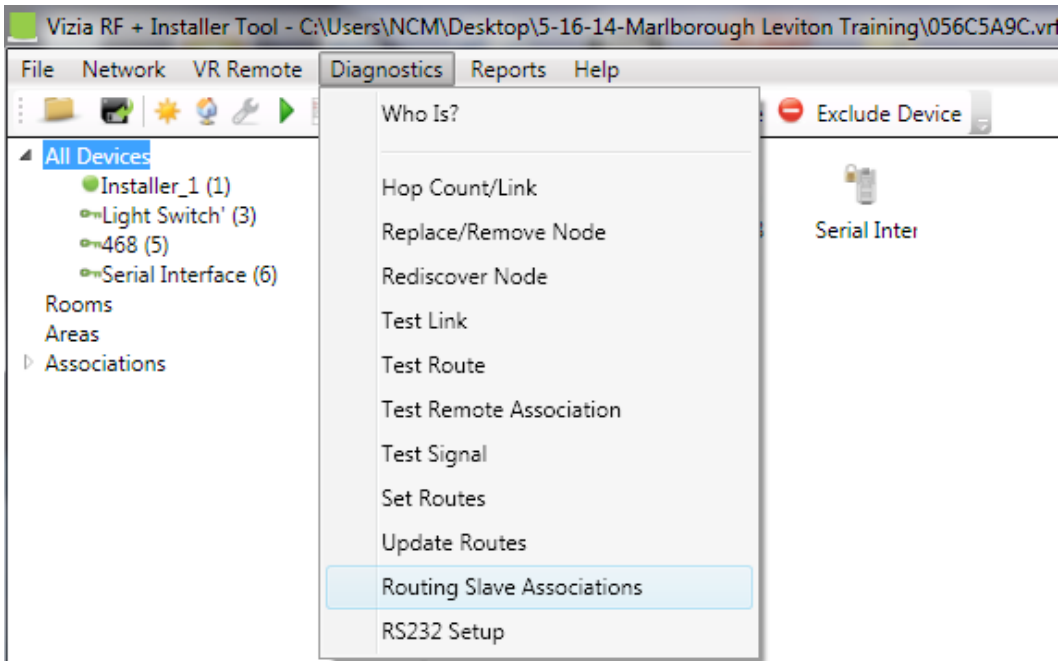 Vizia RF + Installer Tool - C:\Users\NCM\Desktop\5-16-14-Marlborough Leviton Training\056C5A9C.vrf
File Network VR Remote Diagnostics Reports Help
Exclude Device
All Devices
Installer_1 (1)
Light Switch' (3)
468 (5)
Serial Interface (6)
Rooms
Areas
Associations
Who Is?
Hop Count/Link
Replace/Remove Node
Rediscover Node
Test Link
Test Route
Test Remote Association
Test Signal
Set Routes
Update Routes
Routing Slave Associations
RS232 Setup
Serial Inter